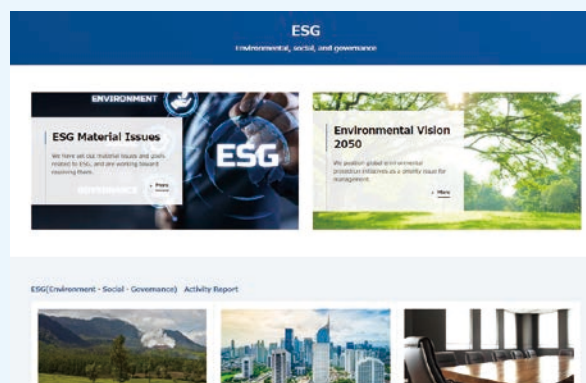 ESG
Environmental, social, and governance
ENVIRONMENT
ESG Material Issues
We have set out material issues and goals
related to ESG, and are working toward
resolving them.
More
GOVERNANCE
ESG
Environmental Vision
2050
We position global environmental
protection initiatives as a priority issue for
management.
More
ESG(Environment・Social・Governance) Activity Report